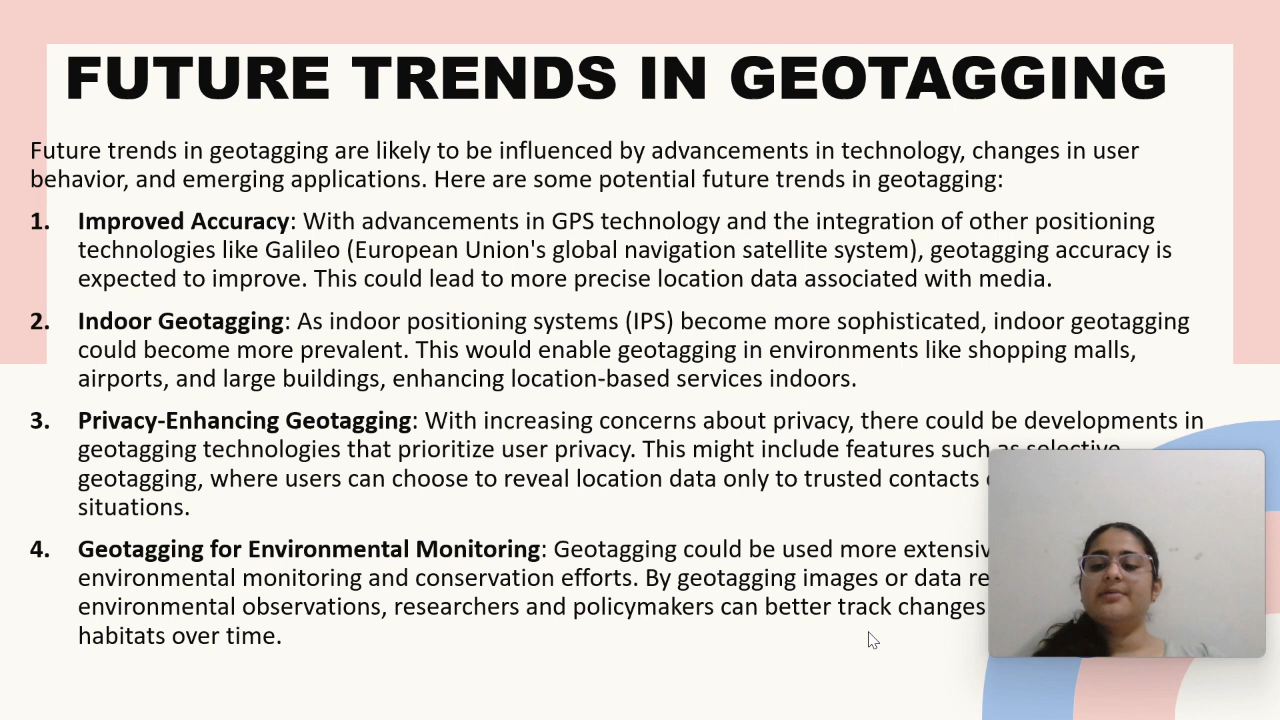 FUTURE TRENDS IN GEOTAGGING
Future trends in geotagging are likely to be influenced by advancements in technology, changes in user
behavior, and emerging applications. Here are some potential future trends in geotagging:
1. Improved Accuracy: With advancements in GPS technology and the integration of other positioning
technologies like Galileo (European Union's global navigation satellite system), geotagging accuracy is
expected to improve. This could lead to more precise location data associated with media.
2. Indoor Geotagging: As indoor positioning systems (IPS) become more sophisticated, indoor geotagging
could become more prevalent. This would enable geotagging in environments like shopping malls,
airports, and large buildings, enhancing location-based services indoors.
3. Privacy-Enhancing Geotagging: With increasing concerns about privacy, there could be developments in
geotagging technologies that prioritize user privacy. This might include features such as selective
geotagging, where users can choose to reveal location data only to trusted contacts
situations.
4. Geotagging for Environmental Monitoring: Geotagging could be used more
environmental monitoring and conservation efforts. By geotagging images or data
environmental observations, researchers and policymakers can better track changes
habitats over time.